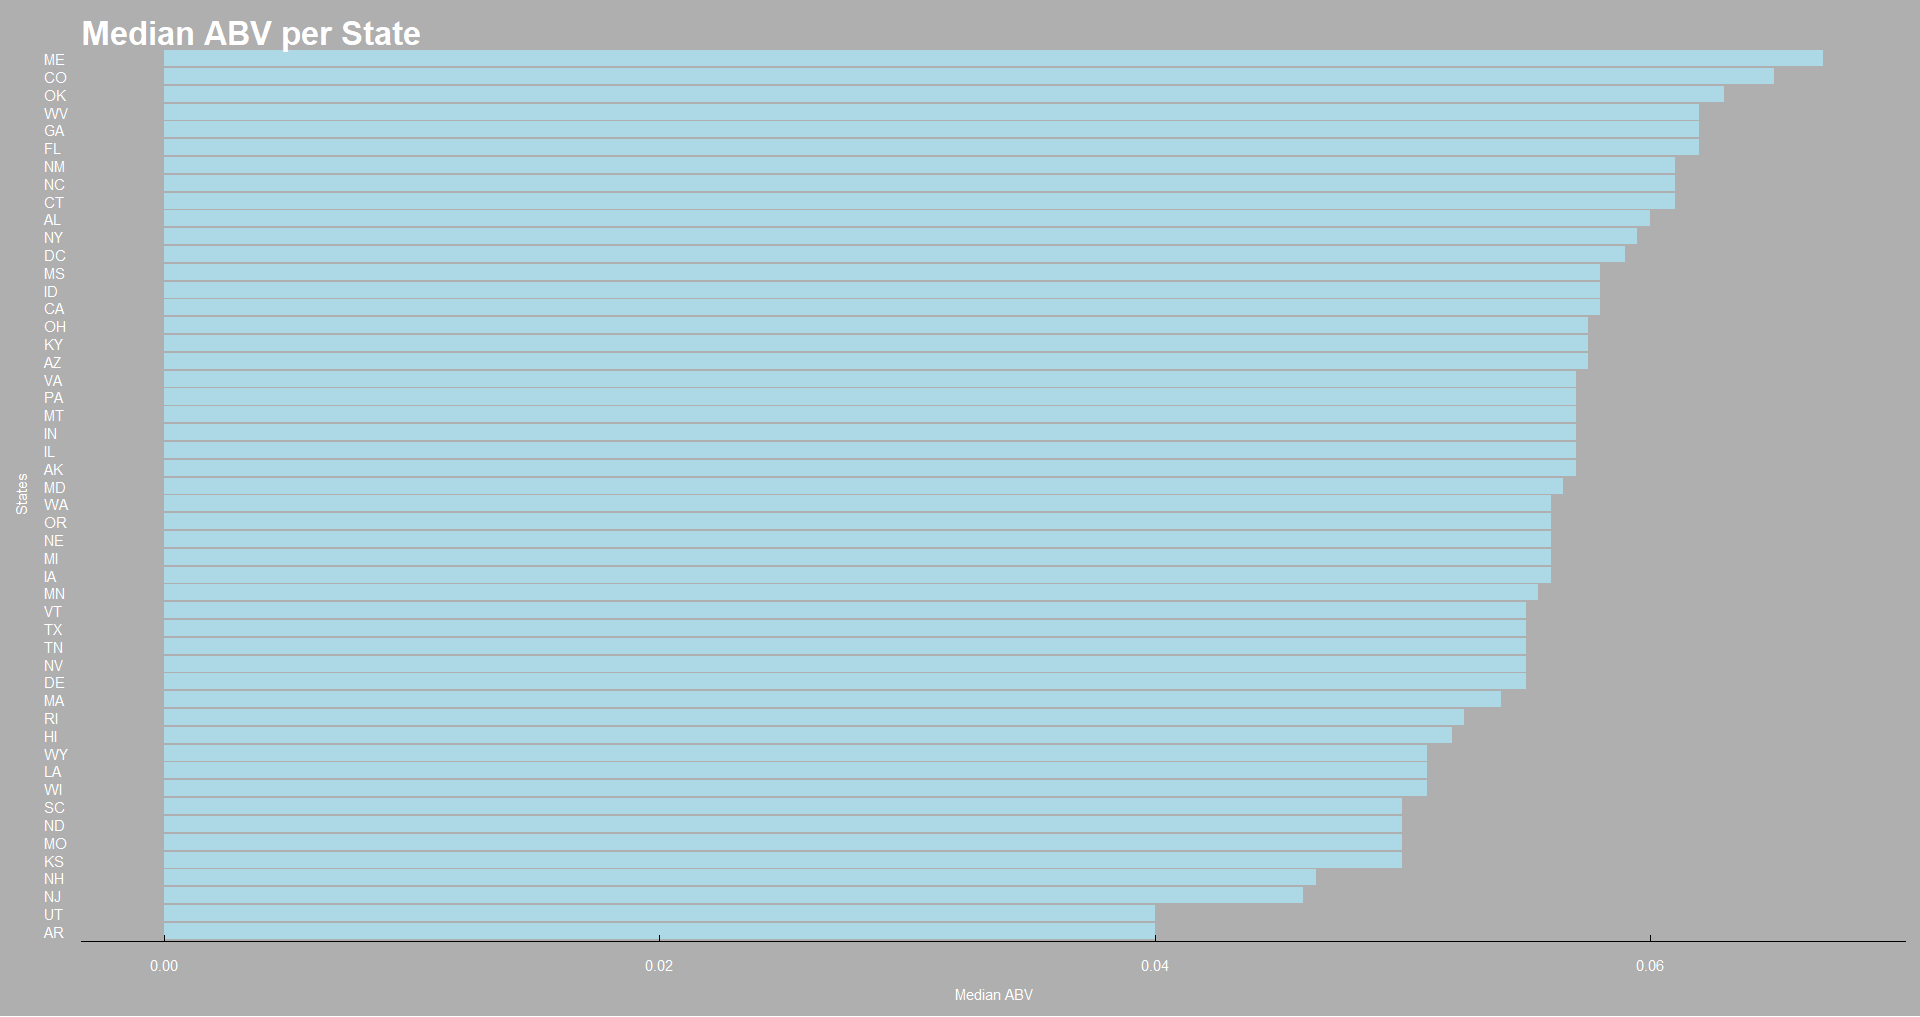 Median ABV per State
ME
CO
OK
WV
GA
FL
NM
NC
CT
AL
NY
DC
MS
ID
CA
OH
KY
AZ
VA
PA
MT
IN
IL
AK
MD
WA
OR
NE
MI
IA
MN
VT
TX
TN
NV
DE
MA
RI
HI
WY
LA
WI
SC
ND
MO
KS
NH
NJ
UT
AR
States
0.00 0.02 0.04 0.06
Median ABV